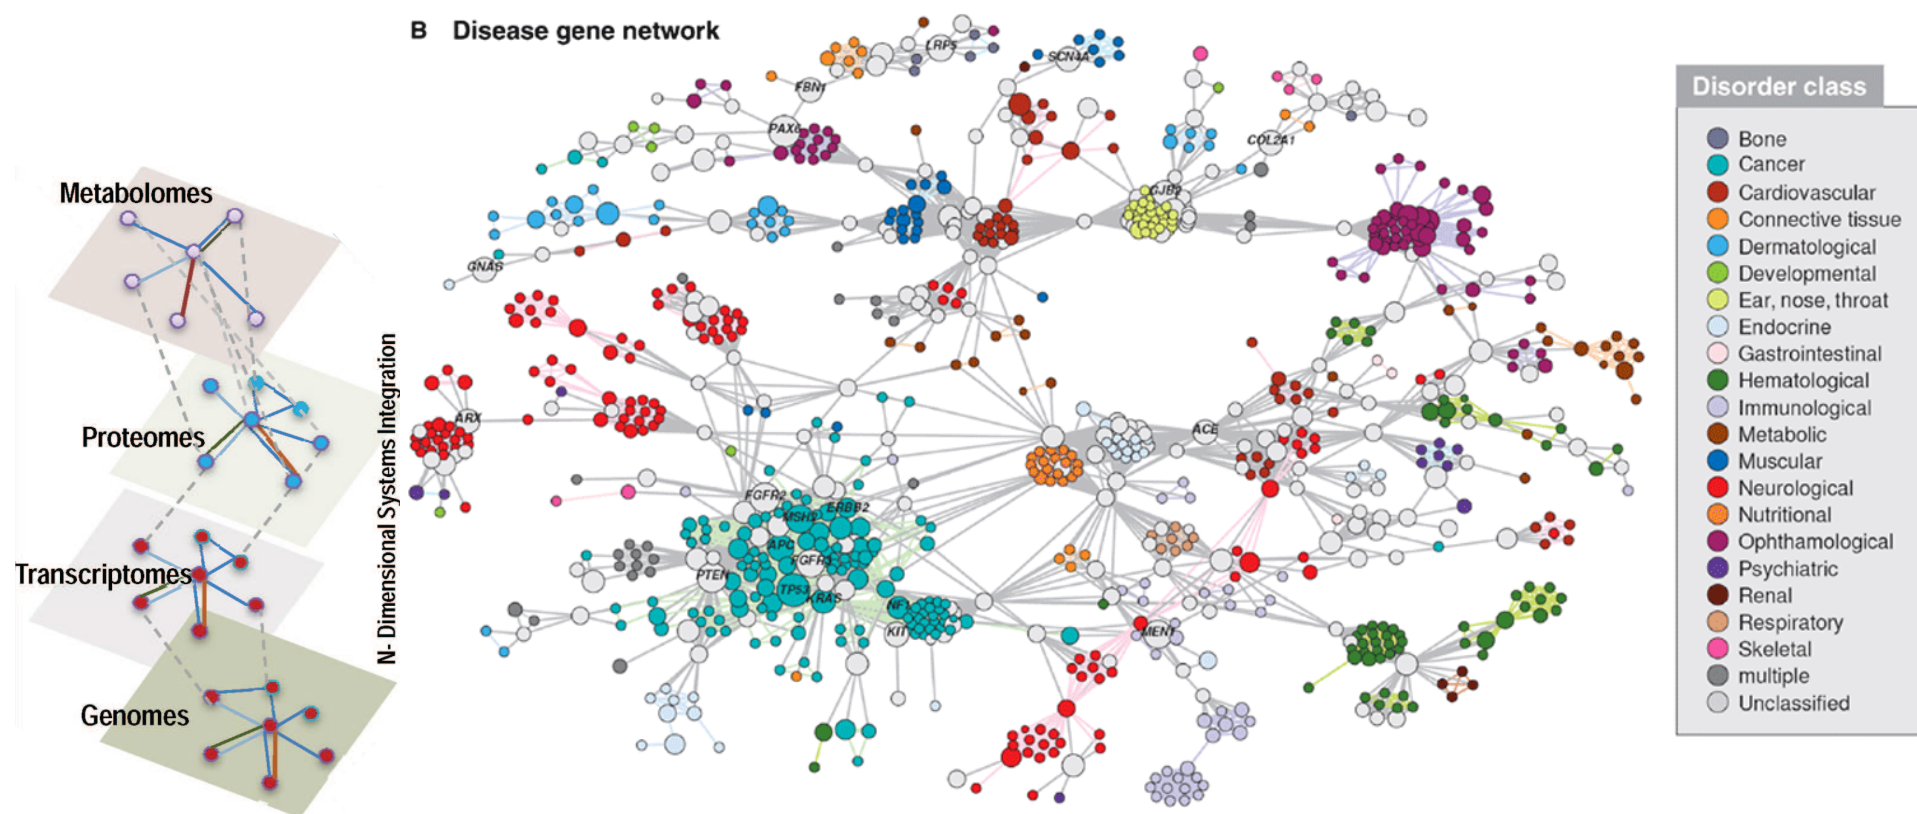 Metabolomes
Proteomes
Transcriptomes
Genomes
N- Dimensional Systems Integration
B Disease gene network
LRP5
SCN4A
FBN1
PAX6
COL2A1
GJB2
GNAS
ARX
ACE
FGFR2
ERBB2
MSH2
APC
FGFR3
PTEN
TP53
KRAS
NF1
KIT
MEN1
Disorder class
Bone
Cancer
Cardiovascular
Connective tissue
Dermatological
Developmental
Ear, nose, throat
Endocrine
Gastrointestinal
Hematological
Immunological
Metabolic
Muscular
Neurological
Nutritional
Ophthamological
Psychiatric
Renal
Respiratory
Skeletal
multiple
Unclassified